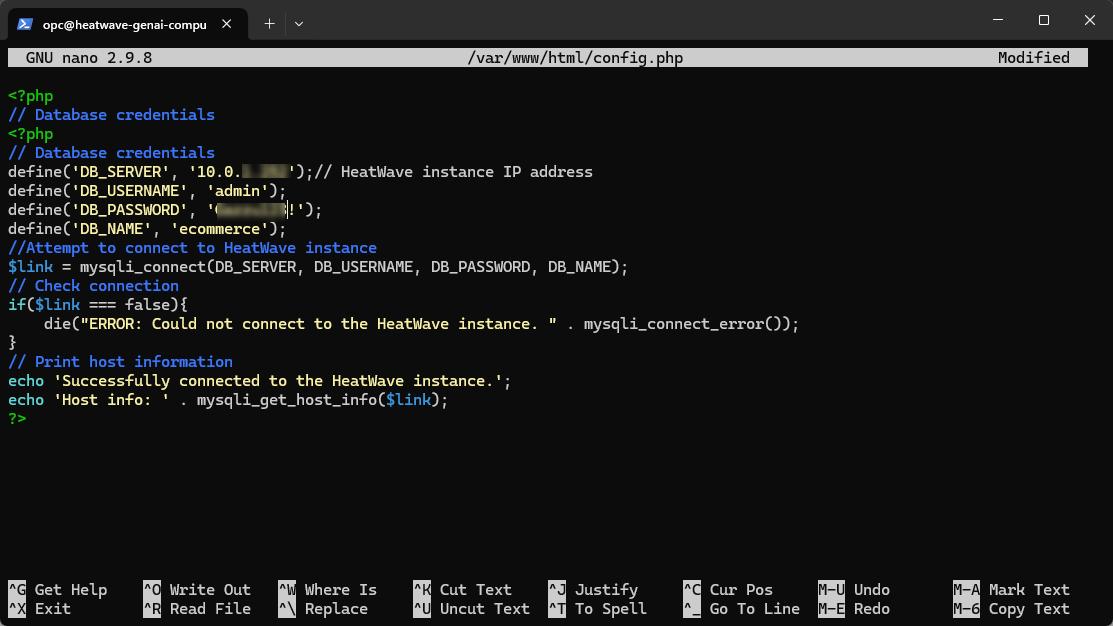 opc@heatwave-genai-compu
GNU nano 2.9.8 /var/www/html/config.php Modified
<?php
// Database credentials
<?php
// Database credentials
define('DB_SERVER', '10.0. ');// HeatWave instance IP address
define('DB_USERNAME', 'admin');
define('DB_PASSWORD', ' !');
define('DB_NAME', 'ecommerce');
//Attempt to connect to HeatWave instance
$link = mysqli_connect(DB_SERVER, DB_USERNAME, DB_PASSWORD, DB_NAME);
// Check connection
if($link === false){
    die("ERROR: Could not connect to the HeatWave instance. " . mysqli_connect_error());
}
// Print host information
echo 'Successfully connected to the HeatWave instance.';
echo 'Host info: ' . mysqli_get_host_info($link);
?>
^G Get Help ^O Write Out ^W Where Is ^K Cut Text ^J Justify ^C Cur Pos M-U Undo M-A Mark Text
^X Exit ^R Read File ^\ Replace ^U Uncut Text ^T To Spell ^_ Go To Line M-E Redo M-6 Copy Text